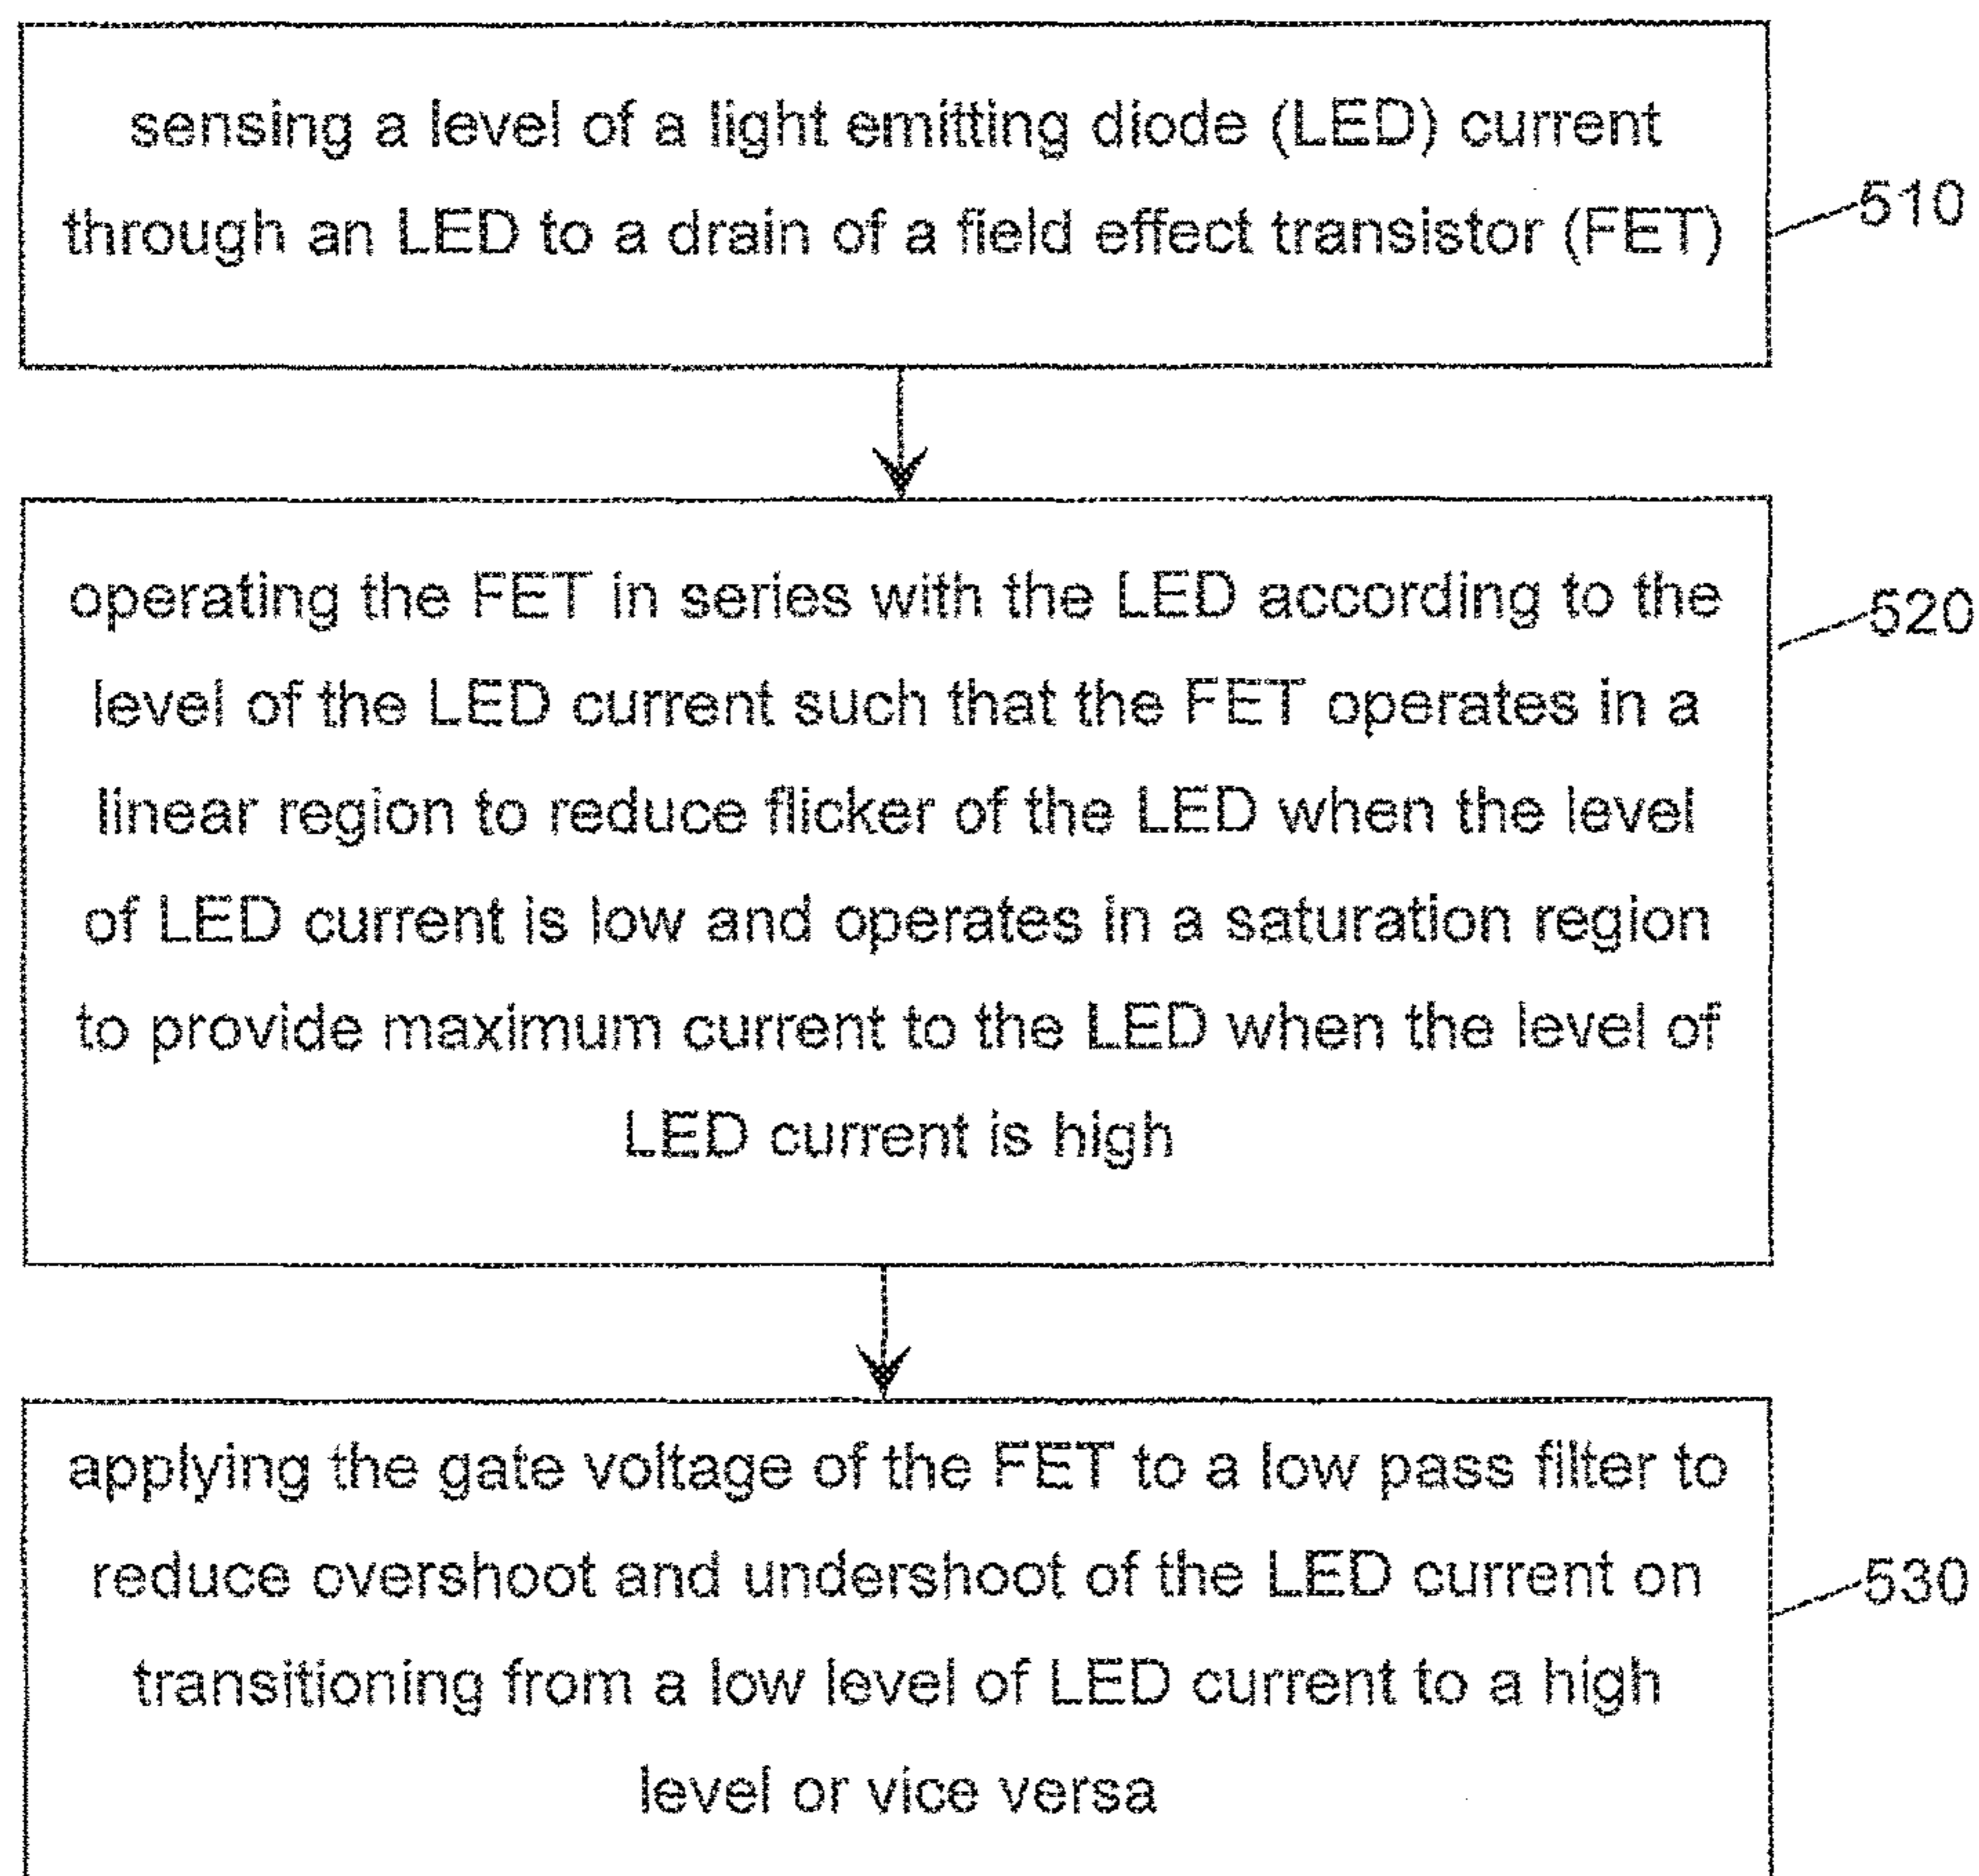 sensing a level of a light emitting diode (LED) current
through an LED to a drain of a field effect transistor (FET)
510
operating the FET in series with the LED according to the
level of the LED current such that the FET operates in a
linear region to reduce flicker of the LED when the level
of LED current is low and operates in a saturation region
to provide maximum current to the LED when the level of
LED current is high
520
applying the gate voltage of the FET to a low pass filter to
reduce overshoot and undershoot of the LED current on
transitioning from a low level of LED current to a high
level or vice versa
530